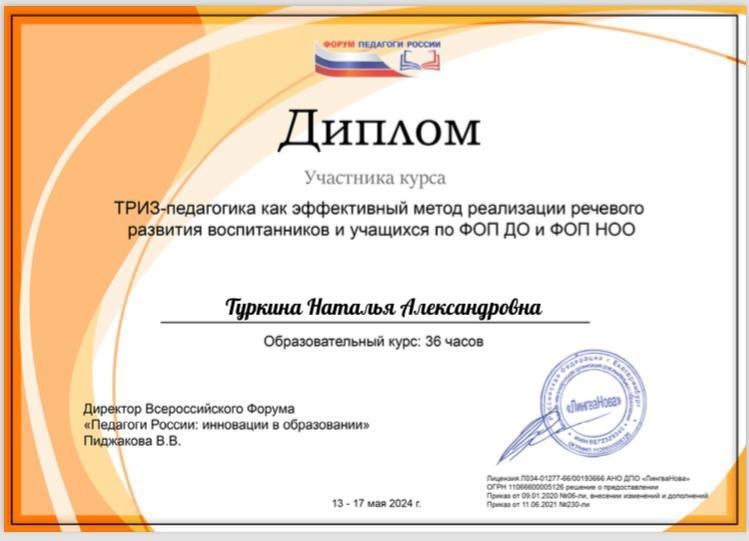 ФОРУМ ПЕДАГОГИ РОССИИ
Диплом
Участника курса
ТРИЗ-педагогика как эффективный метод реализации речевого
развития воспитанников и учащихся по ФОП ДО и ФОП НОО
Туркина Наталья Александровна
Образовательный курс: 36 часов
Директор Всероссийского Форума
«Педагоги России: инновации в образовании»
Пиджакова В.В.
«ЛингваНова»
Лицензия Л034-01277-66/00193666 АНО ДПО «ЛингваНова»
ОГРН 11066600005126 решение о предоставлении
Приказ от 09.01.2020 №06-ли, внесении изменений и дополнений
Приказ от 11.06.2021 №230-ли
13 - 17 мая 2024 г.